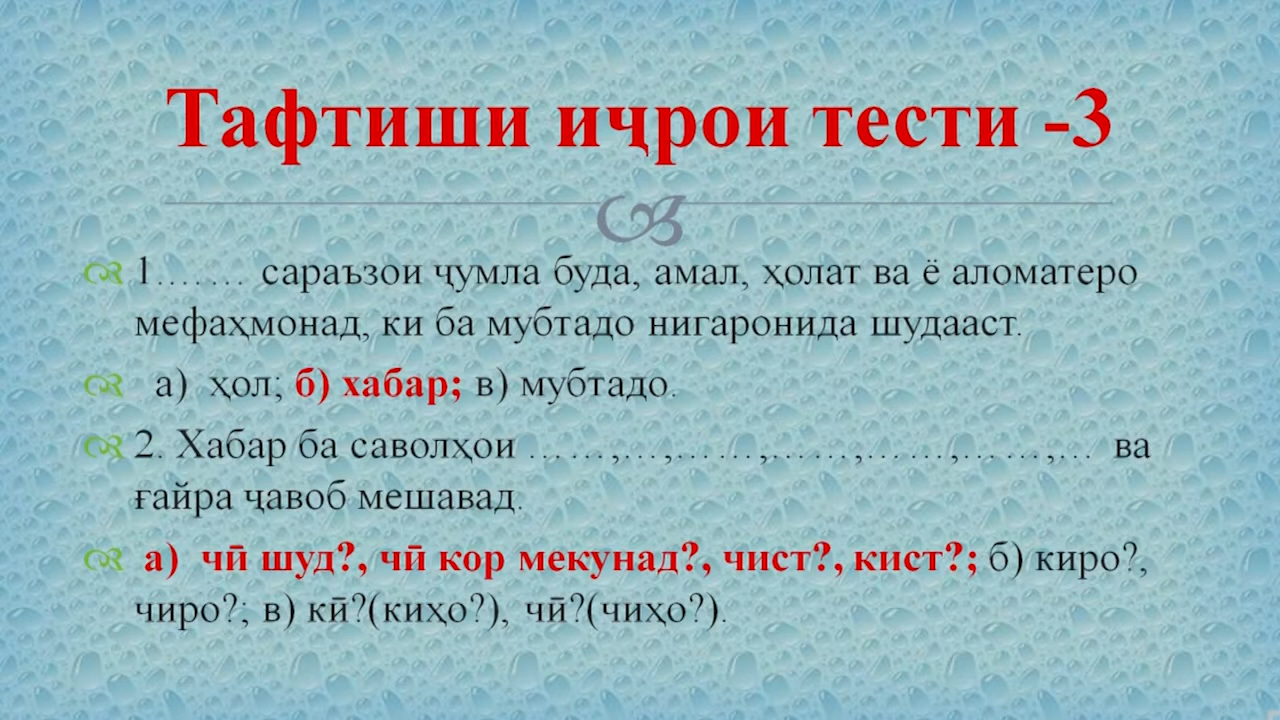 Тафтиши иҷрои тести -3
1.…… сараъзои ҷумла буда, амал, ҳолат ва ё аломатеро
мефаҳмонад, ки ба мубтадо нигаронида шудааст.
а) ҳол; б) хабар; в) мубтадо.
2. Хабар ба саволҳои ……,…,……,……,……,……,… ва
ғайра ҷавоб мешавад.
а) чӣ шуд?, чӣ кор мекунад?, чист?, кист?; б) киро?,
чиро?; в) кӣ?(киҳо?), чӣ?(чиҳо?).